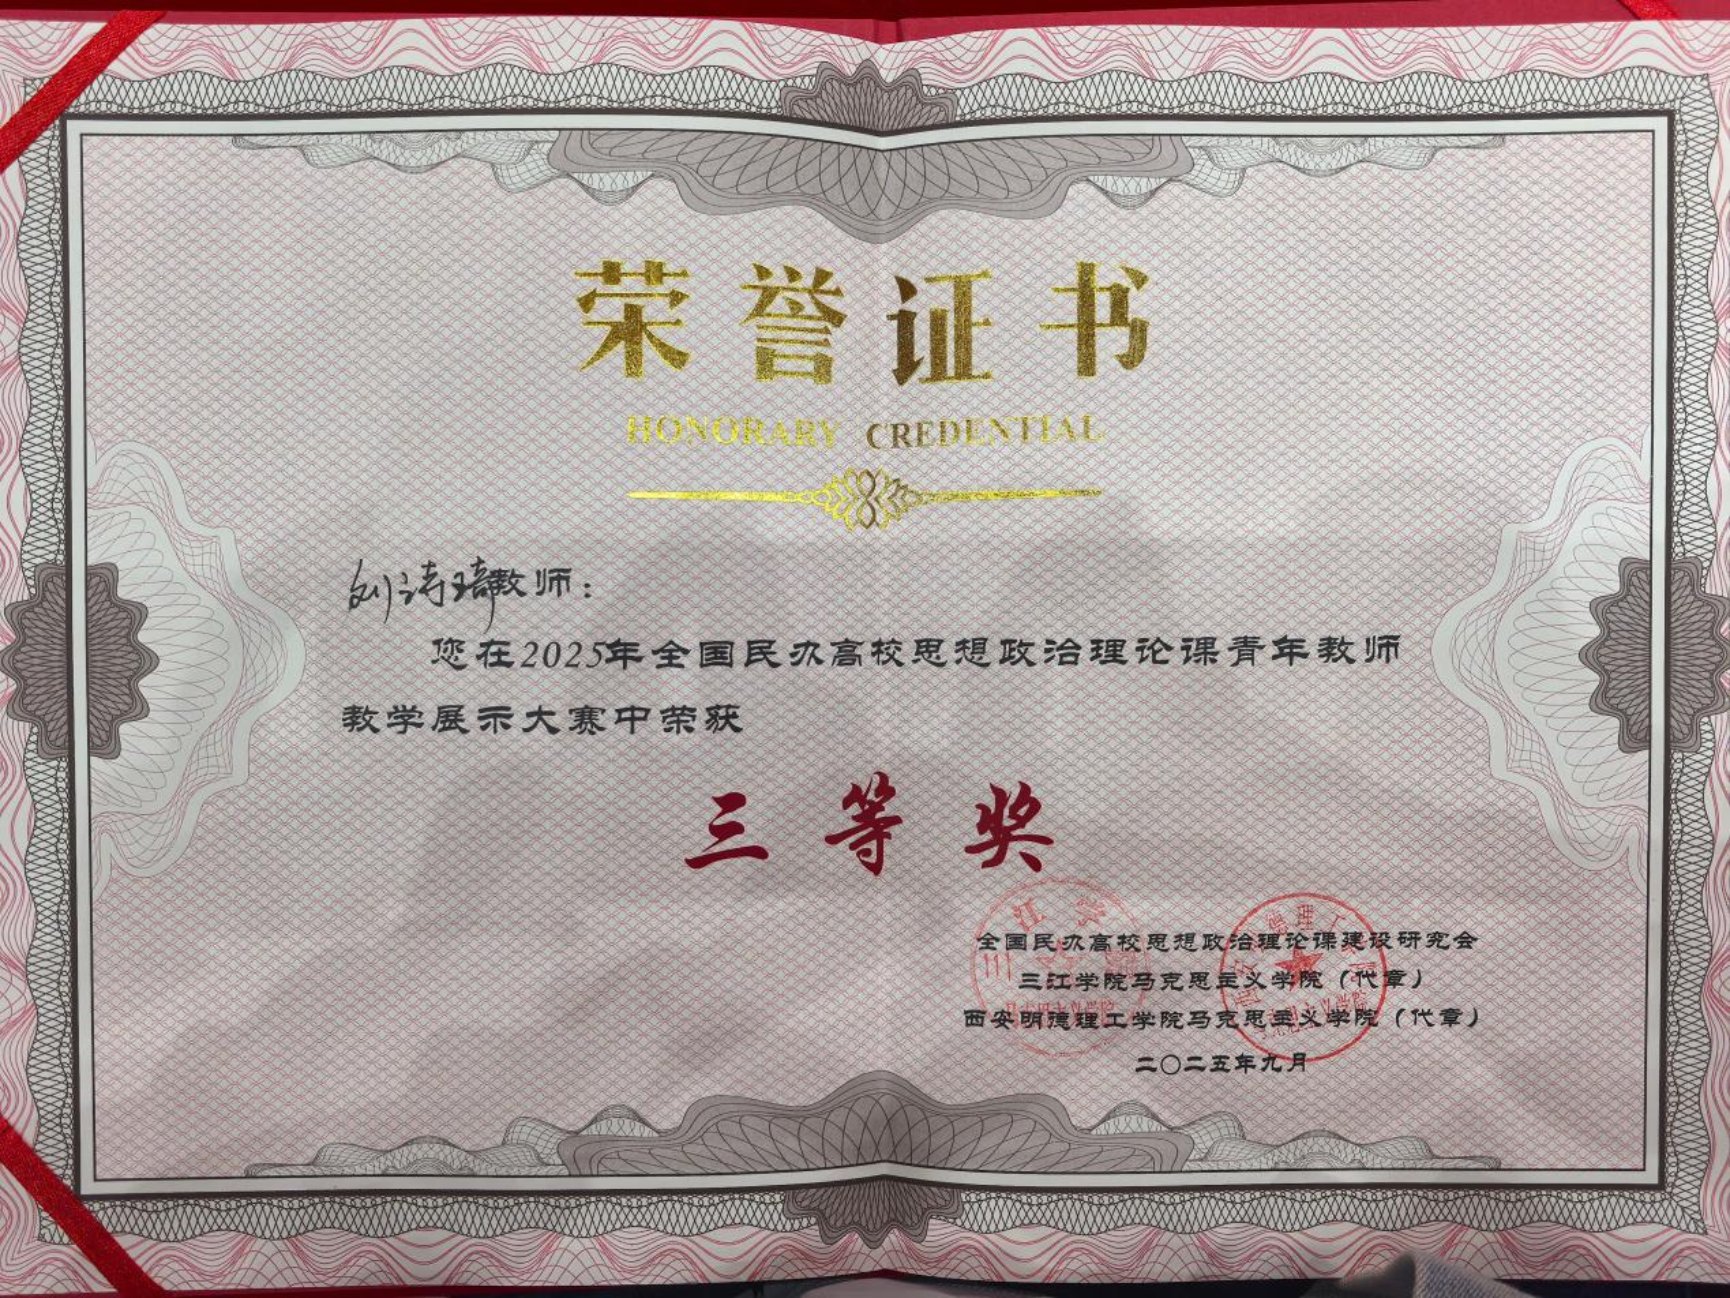 荣誉证书
HONORARY CREDENTIAL
刘诗琦教师：
您在2025年全国民办高校思想政治理论课青年教师
教学展示大赛中荣获
三等奖
全国民办高校思想政治理论课建设研究会
三江学院马克思主义学院（代章）
西安明德理工学院马克思主义学院（代章）
二〇二五年九月